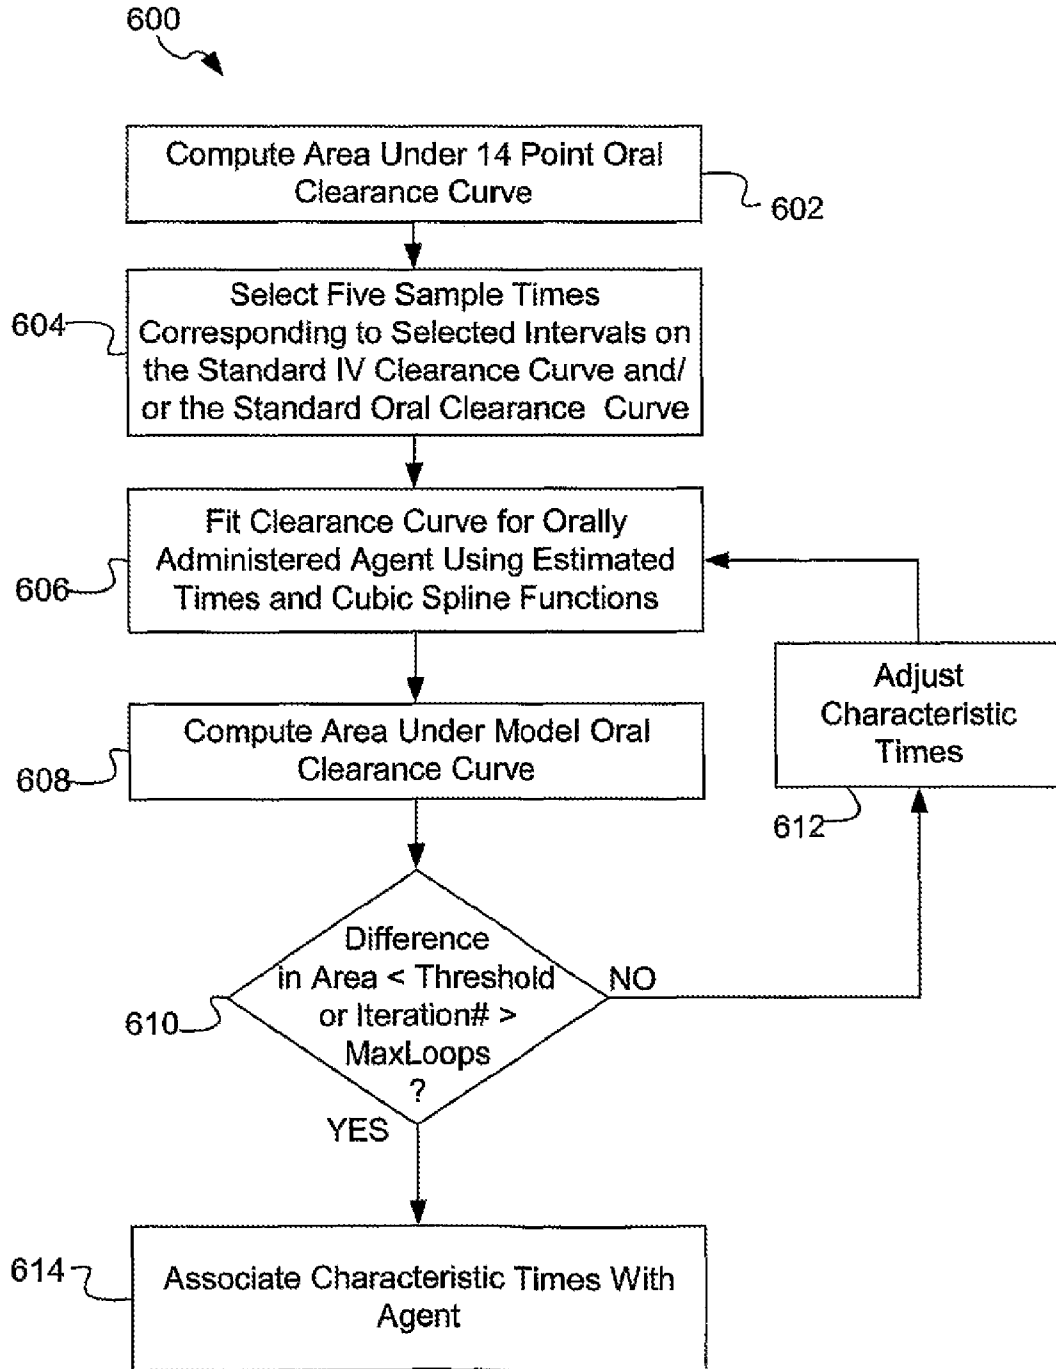 600
Compute Area Under 14 Point Oral
Clearance Curve
602
Select Five Sample Times
Corresponding to Selected Intervals on
the Standard IV Clearance Curve and/
or the Standard Oral Clearance Curve
604
Fit Clearance Curve for Orally
Administered Agent Using Estimated
Times and Cubic Spline Functions
606
Compute Area Under Model Oral
Clearance Curve
608
Adjust
Characteristic
Times
612
Difference
in Area < Threshold
or Iteration# >
MaxLoops
?
610
NO
YES
614
Associate Characteristic Times With
Agent